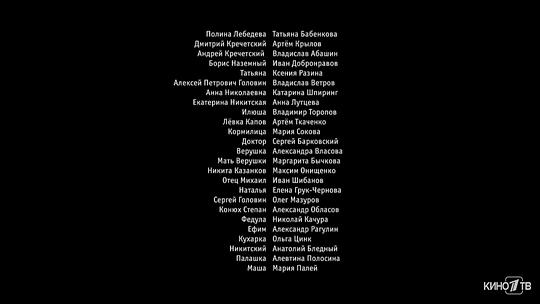 Полина Лебедева Татьяна Бабенкова
Дмитрий Кречетский Артём Крылов
Андрей Кречетский Владислав Абашин
Борис Наземный Иван Добронравов
Татьяна Ксения Разина
Алексей Петрович Головин Владислав Ветров
Анна Николаевна Катарина Шпиринг
Екатерина Никитская Анна Лутцева
Илюша Владимир Торопов
Лёвка Капов Артём Ткаченко
Кормилица Мария Сокова
Доктор Сергей Барковский
Верушка Александра Власова
Мать Верушки Маргарита Бычкова
Никита Казанков Максим Онищенко
Отец Михаил Иван Шибанов
Наталья Елена Грук-Чернова
Сергей Головин Олег Мазуров
Конюх Степан Александр Обласов
Федула Николай Качура
Ефим Александр Рагулин
Кухарка Ольга Цинк
Никитский Анатолий Бледный
Палашка Алевтина Полосина
Маша Мария Палей
КИНО 1ТВ